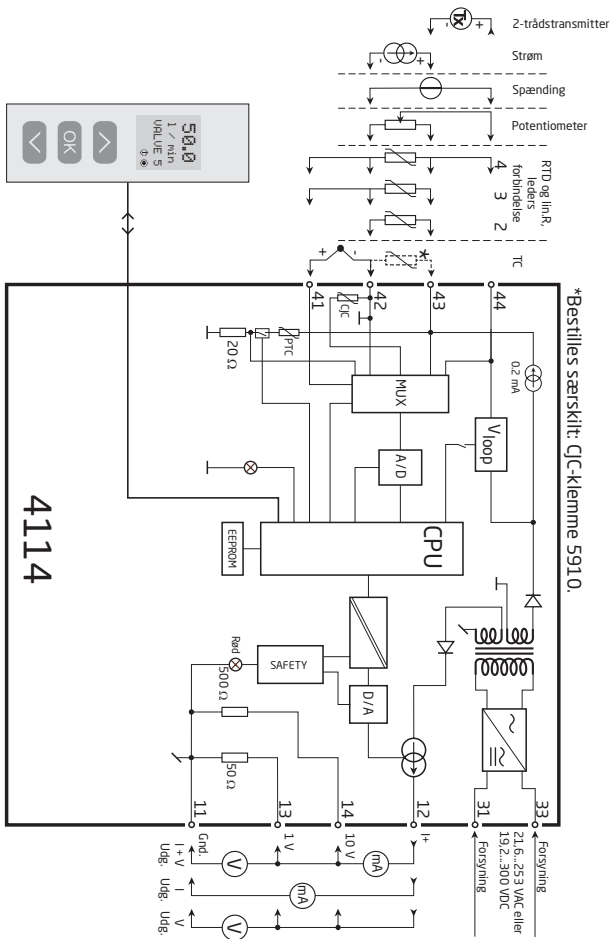 *Bestilles særskilt: CJC-klemme 5910.
2-trådstransmitter
Tx
+
-
Strøm
+
-
Spænding
Potentiometer
RTD og lin.R,
leders
forbindelse
4
3
2
TC
*
-
+
44
43
42
41
CJC
PTC
20 Ω
MUX
0.2 mA
Vloop
A/D
CPU
EEPROM
50.0
l / min
VALVE 5
OK
4114
Rød
SAFETY
D/A
500 Ω
50 Ω
33
31
12
14
13
11
Forsyning
21,6...253 VAC eller
19,2...300 VDC
Forsyning
I+
10 V
1 V
Gnd.
mA
V
I + V
Udg.
mA
I
Udg.
V
V
Udg.